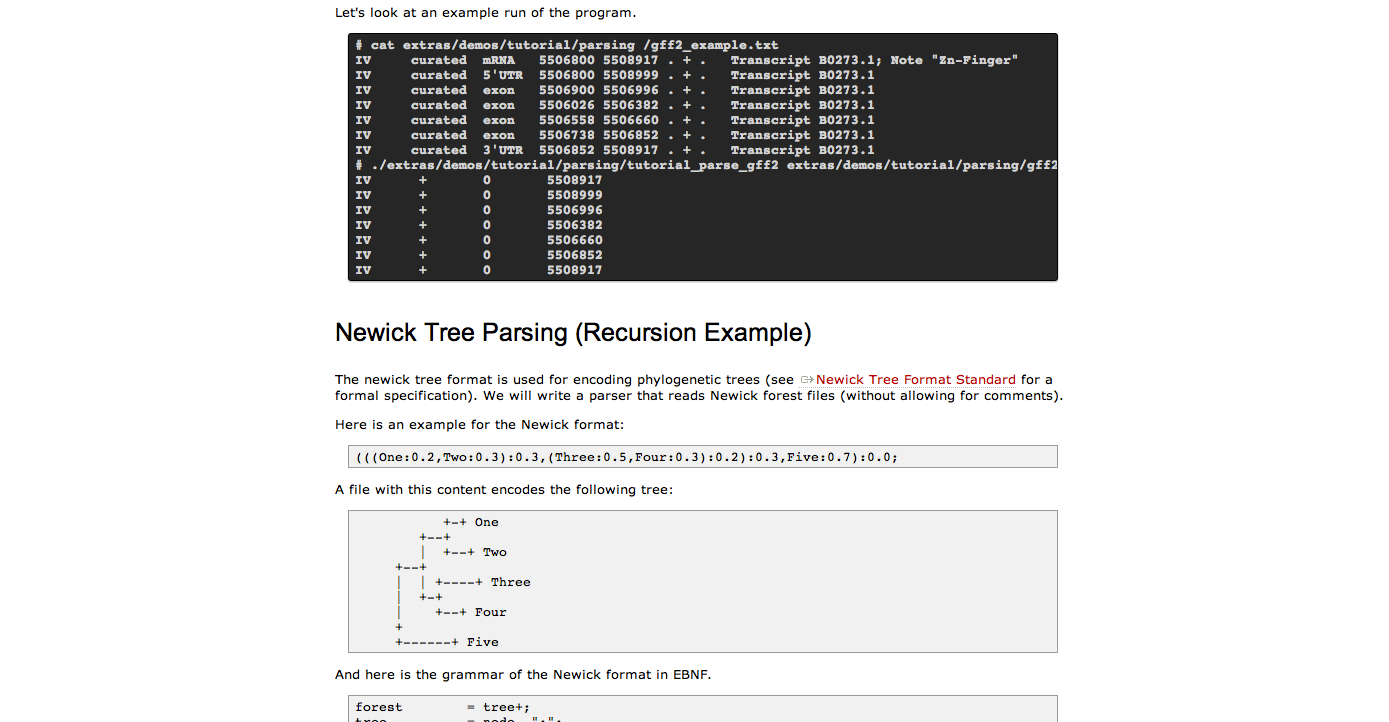 Let's look at an example run of the program.
# cat extras/demos/tutorial/parsing /gff2_example.txt
IV     curated  mRNA   5506800 5508917 . + .   Transcript B0273.1; Note "Zn-Finger"
IV     curated  5'UTR  5506800 5508999 . + .   Transcript B0273.1
IV     curated  exon   5506900 5506996 . + .   Transcript B0273.1
IV     curated  exon   5506026 5506382 . + .   Transcript B0273.1
IV     curated  exon   5506558 5506660 . + .   Transcript B0273.1
IV     curated  exon   5506738 5506852 . + .   Transcript B0273.1
IV     curated  3'UTR  5506852 5508917 . + .   Transcript B0273.1
# ./extras/demos/tutorial/parsing/tutorial_parse_gff2 extras/demos/tutorial/parsing/gff2
IV      +       0       5508917
IV      +       0       5508999
IV      +       0       5506996
IV      +       0       5506382
IV      +       0       5506660
IV      +       0       5506852
IV      +       0       5508917
Newick Tree Parsing (Recursion Example)
The newick tree format is used for encoding phylogenetic trees (see Newick Tree Format Standard for a
formal specification). We will write a parser that reads Newick forest files (without allowing for comments).
Here is an example for the Newick format:
(((One:0.2,Two:0.3):0.3,(Three:0.5,Four:0.3):0.2):0.3,Five:0.7):0.0;
A file with this content encodes the following tree:
           +-+ One
        +--+
        |  +--+ Two
     +--+
     |  | +----+ Three
     |  +-+
     |    +--+ Four
     +
     +------+ Five
And here is the grammar of the Newick format in EBNF.
forest        = tree+;
tree          = node, ";";